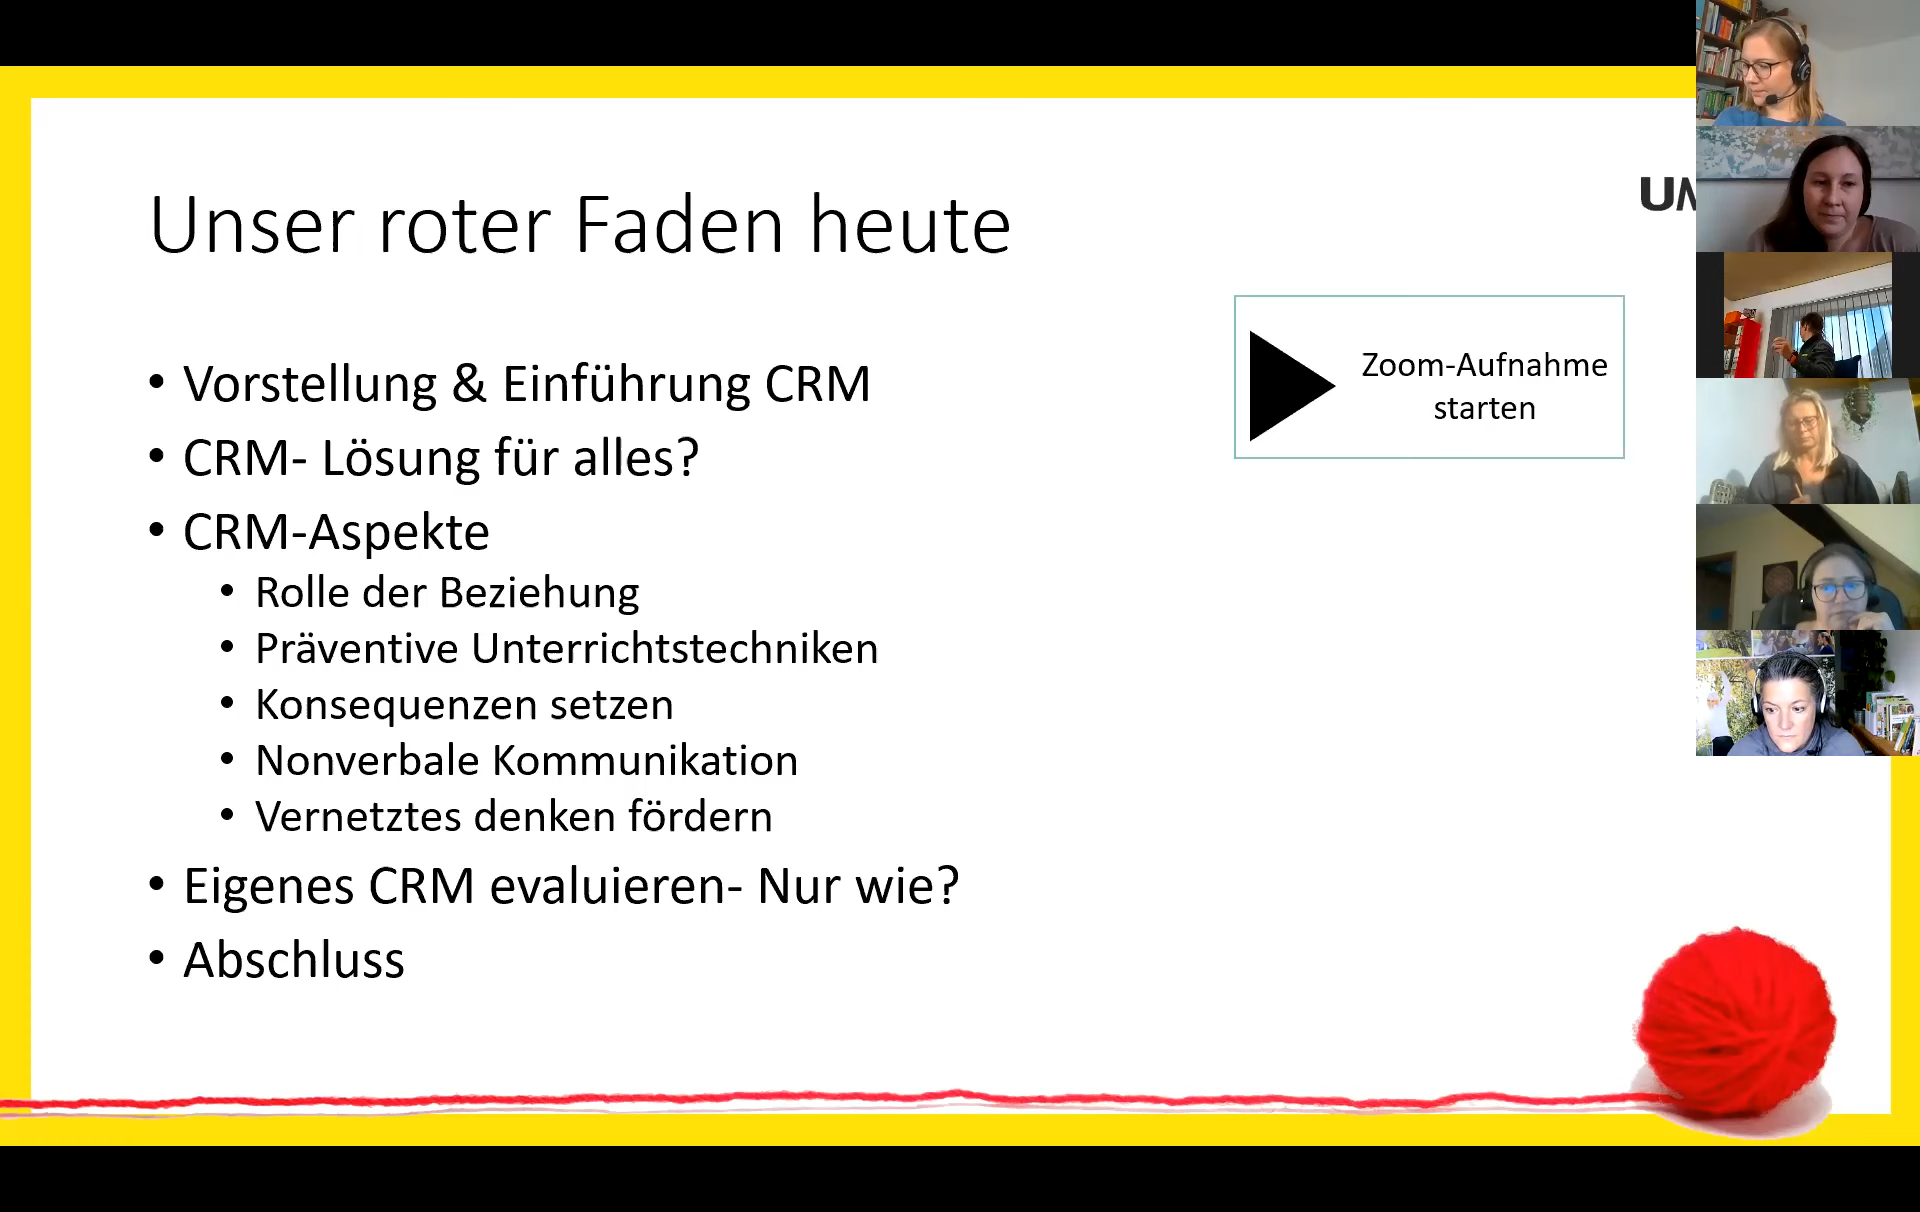 Unser roter Faden heute
Zoom-Aufnahme
starten
• Vorstellung & Einführung CRM
• CRM- Lösung für alles?
• CRM-Aspekte
• Rolle der Beziehung
• Präventive Unterrichtstechniken
• Konsequenzen setzen
• Nonverbale Kommunikation
• Vernetztes denken fördern
• Eigenes CRM evaluieren- Nur wie?
• Abschluss